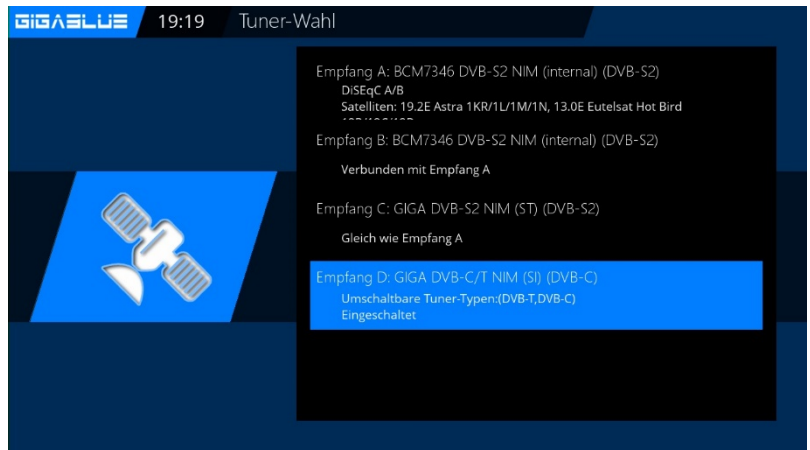 GIGABLUE 19:19 Tuner-Wahl
Empfang A: BCM7346 DVB-S2 NIM (internal) (DVB-S2)
DiSEqC A/B
Satelliten: 19.2E Astra 1KR/1L/1M/1N, 13.0E Eutelsat Hot Bird
Empfang B: BCM7346 DVB-S2 NIM (internal) (DVB-S2)
Verbunden mit Empfang A
Empfang C: GIGA DVB-S2 NIM (ST) (DVB-S2)
Gleich wie Empfang A
Empfang D: GIGA DVB-C/T NIM (SI) (DVB-C)
Umschaltbare Tuner-Typen:(DVB-T,DVB-C)
Eingeschaltet